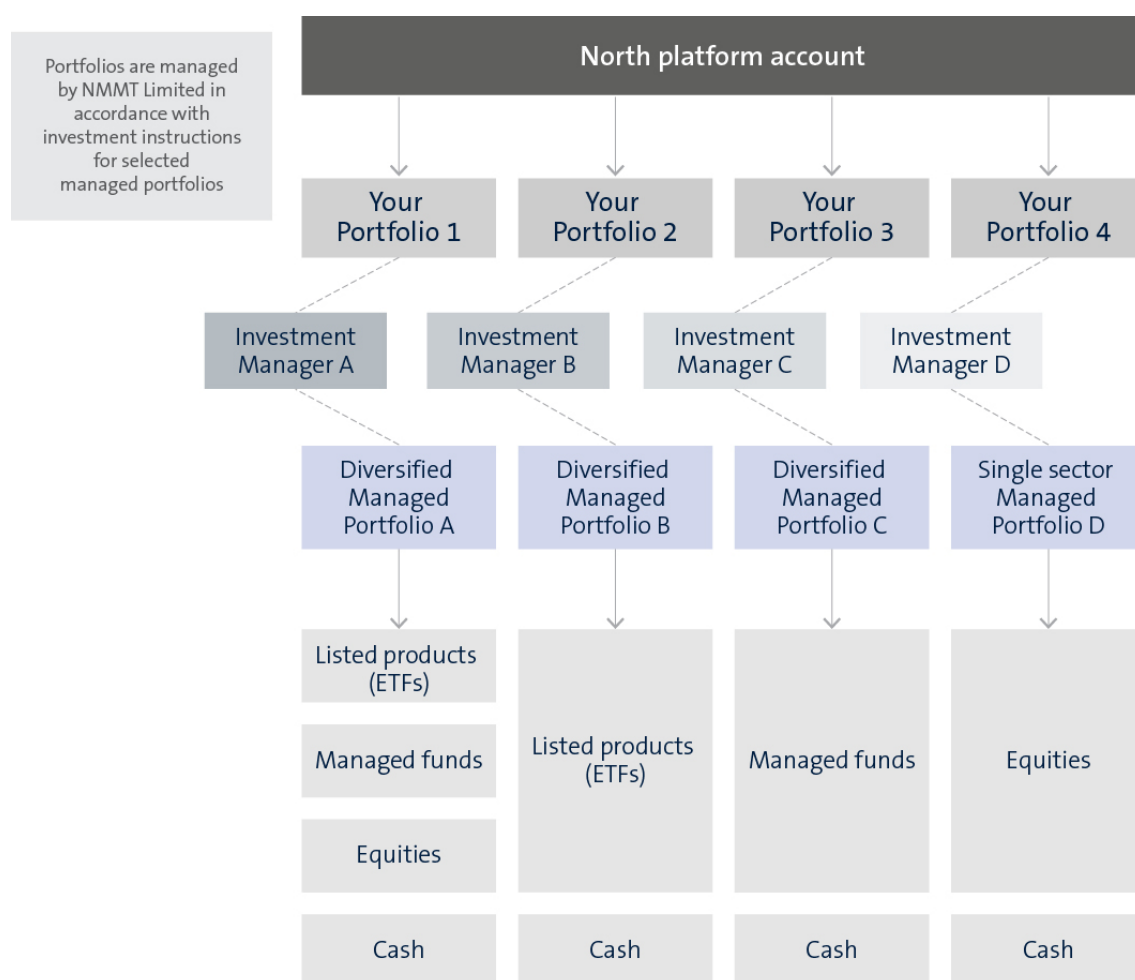 Portfolios are managed
by NMMT Limited in
accordance with
investment instructions
for selected
managed portfolios
North platform account
Your
Portfolio 1
Your
Portfolio 2
Your
Portfolio 3
Your
Portfolio 4
Investment
Manager A
Investment
Manager B
Investment
Manager C
Investment
Manager D
Diversified
Managed
Portfolio A
Diversified
Managed
Portfolio B
Diversified
Managed
Portfolio C
Single sector
Managed
Portfolio D
Listed products
(ETFs)
Managed funds
Equities
Listed products
(ETFs)
Managed funds
Equities
Cash
Cash
Cash
Cash